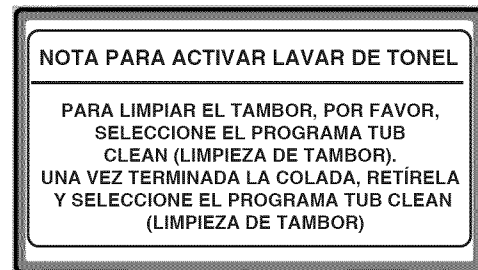 NOTA PARA ACTIVAR LAVAR DE TONEL
PARA LIMPIAR EL TAMBOR, POR FAVOR,
SELECCIONE EL PROGRAMA TUB
CLEAN (LIMPIEZA DE TAMBOR).
UNA VEZ TERMINADA LA COLADA, RETÍRELA
Y SELECCIONE EL PROGRAMA TUB CLEAN
(LIMPIEZA DE TAMBOR)